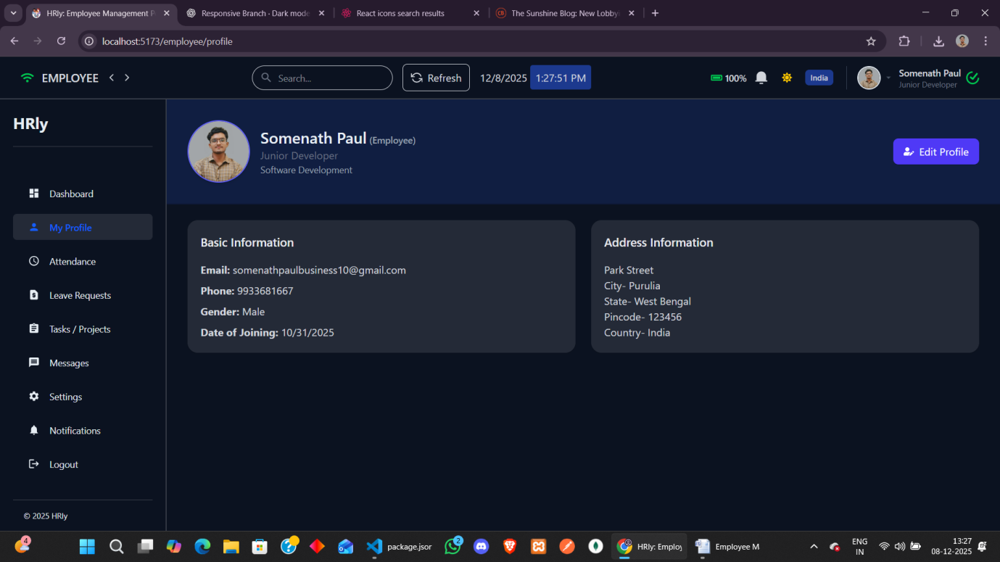 HRly: Employee Management P
Responsive Branch - Dark mode
React icons search results
The Sunshine Blog: New Lobbyi
localhost:5173/employee/profile
EMPLOYEE
Search...
Refresh
12/8/2025 1:27:51 PM
100%
India
Somenath Paul
Junior Developer
HRly
Dashboard
My Profile
Attendance
Leave Requests
Tasks / Projects
Messages
Settings
Notifications
Logout
© 2025 HRly
Somenath Paul (Employee)
Junior Developer
Software Development
Edit Profile
Basic Information
Email: somenathpaulbusiness10@gmail.com
Phone: 9933681667
Gender: Male
Date of Joining: 10/31/2025
Address Information
Park Street
City- Purulia
State- West Bengal
Pincode- 123456
Country- India
4
package.jsor
2
HRly: Employ
Employee M
ENG
IN
13:27
08-12-2025